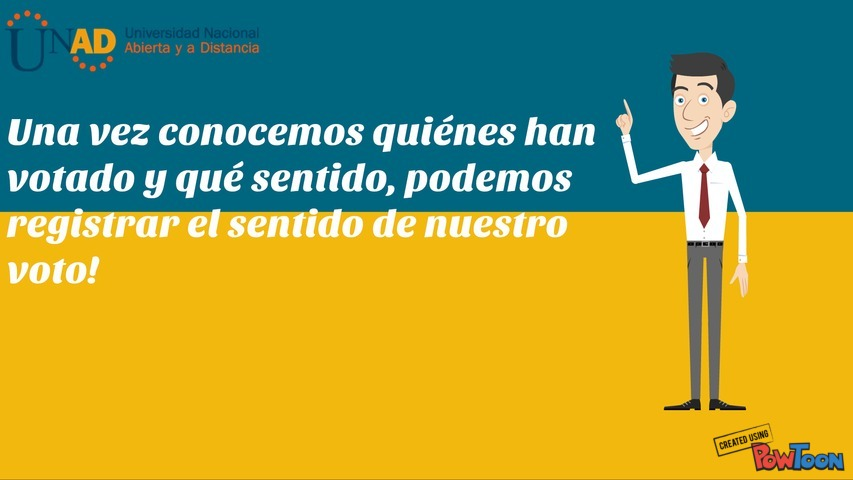 UNAD
Universidad Nacional
Abierta y a Distancia
Una vez conocemos quiénes han
votado y qué sentido, podemos
registrar el sentido de nuestro
voto!
CREATED USING
POWTOON